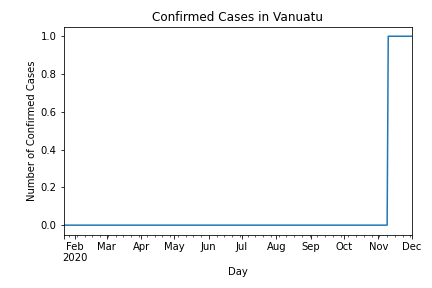 Confirmed Cases in Vanuatu
Number of Confirmed Cases
1.0
0.8
0.6
0.4
0.2
0.0
Feb Mar Apr May Jun Jul Aug Sep Oct Nov Dec
2020
Day